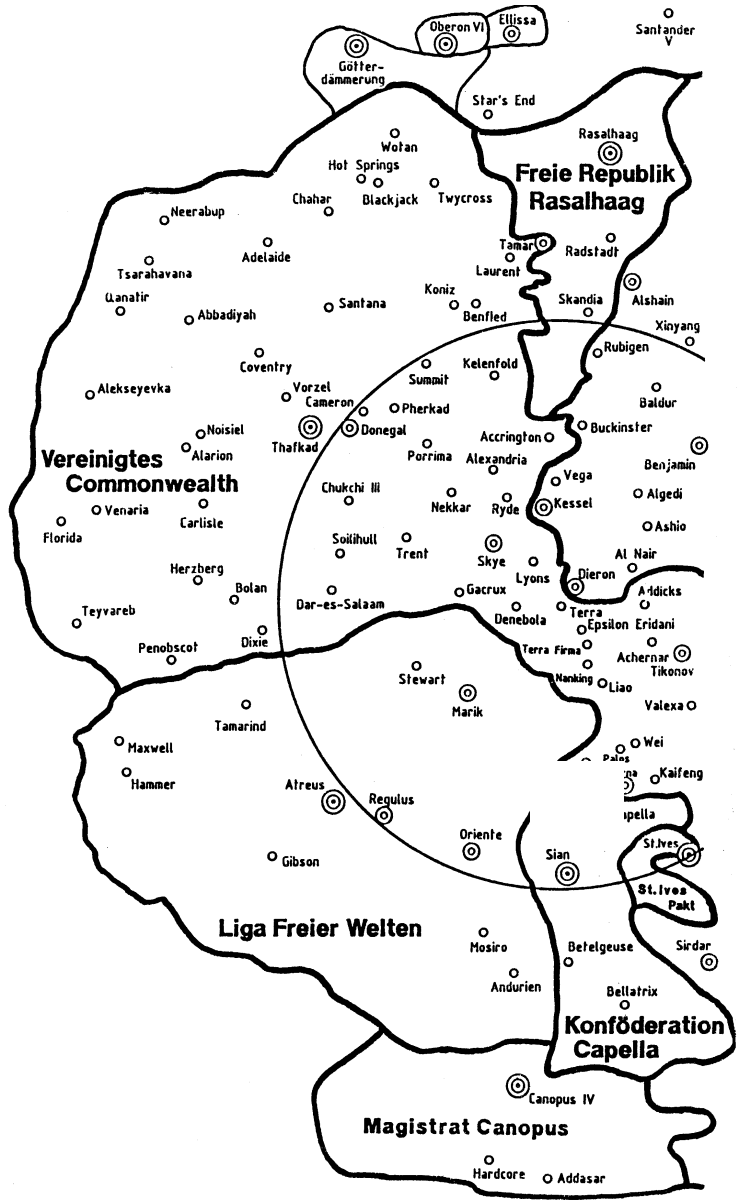 Oberon VI
Ellissa
Santander
V
Götter-
dämmerung
Star's End
Rasalhaag
Wotan
Freie Republik
Rasalhaag
Hot Springs
Blackjack
Twycross
Chahar
Neerabup
Tamar
Radstadt
Adelaide
Laurent
Tsarahavana
Alshain
Qanatir
Koniz
Skandia
Santana
Benfled
Abbadiyah
Xinyang
Rubigen
Coventry
Kelenfold
Summit
Alekseyevka
Vorzel
Cameron
Pherkad
Baldur
Noisiel
Thafkad
Donegal
Buckinster
Accrington
Alarion
Porrima
Vereinigtes
Commonwealth
Alexandria
Benjamin
Vega
Chukchi III
Algedi
Venaria
Nekkar
Ryde
Kessel
Carlisle
Florida
Ashio
Soilihull
Trent
Skye
Al Nair
Herzberg
Lyons
Dieron
Bolan
Gacrux
Addicks
Dar-es-Salaam
Teyvareb
Denebola
Terra
Epsilon Eridani
Dixie
Penobscot
Terra Firma
Achernar
Tikonov
Stewart
Nanking
Liao
Marik
Valexa
Tamarind
Maxwell
Wei
Hammer
Kaifeng
Atreus
Regulus
apella
Oriente
St.Ives
Sian
Gibson
St.Ives
Pakt
Liga Freier Welten
Mosiro
Betelgeuse
Sirdar
Andurien
Bellatrix
Konföderation
Capella
Canopus IV
Magistrat Canopus
Hardcore
Addasar